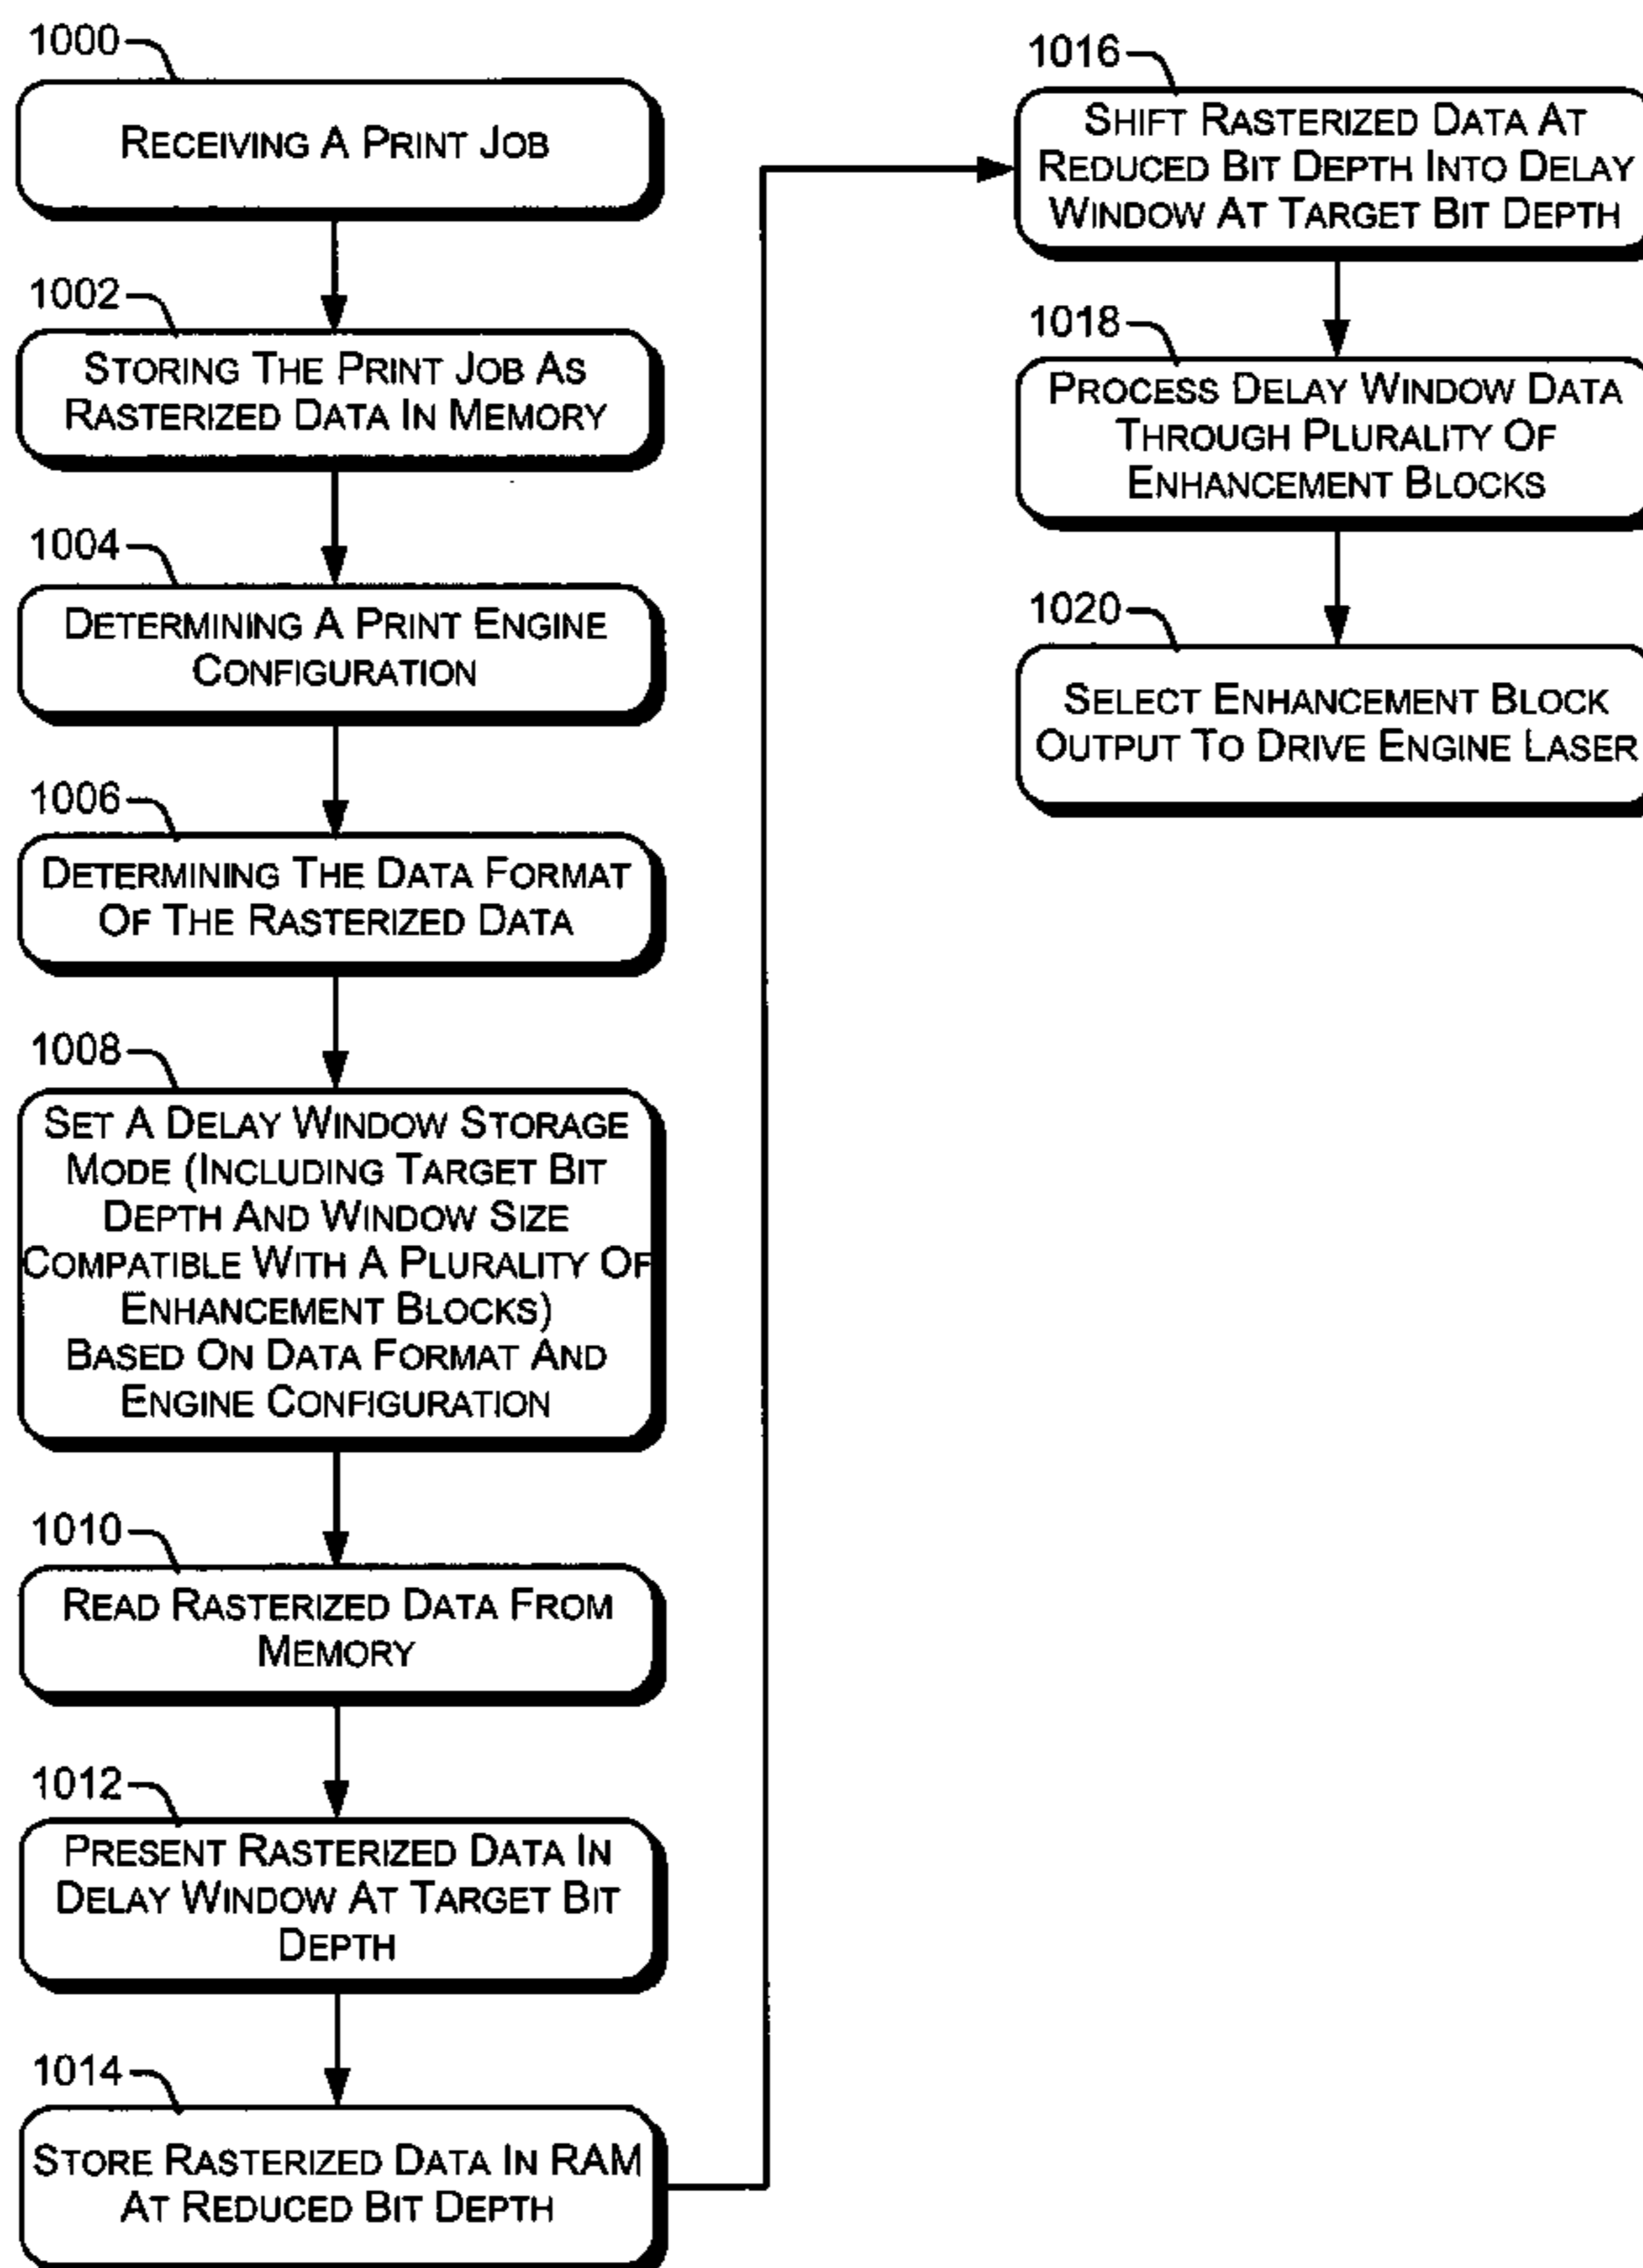 1000
RECEIVING A PRINT JOB
1002
STORING THE PRINT JOB AS
RASTERIZED DATA IN MEMORY
1004
DETERMINING A PRINT ENGINE
CONFIGURATION
1006
DETERMINING THE DATA FORMAT
OF THE RASTERIZED DATA
1008
SET A DELAY WINDOW STORAGE
MODE (INCLUDING TARGET BIT
DEPTH AND WINDOW SIZE
COMPATIBLE WITH A PLURALITY OF
ENHANCEMENT BLOCKS)
BASED ON DATA FORMAT AND
ENGINE CONFIGURATION
1010
READ RASTERIZED DATA FROM
MEMORY
1012
PRESENT RASTERIZED DATA IN
DELAY WINDOW AT TARGET BIT
DEPTH
1014
STORE RASTERIZED DATA IN RAM
AT REDUCED BIT DEPTH
1016
SHIFT RASTERIZED DATA AT
REDUCED BIT DEPTH INTO DELAY
WINDOW AT TARGET BIT DEPTH
1018
PROCESS DELAY WINDOW DATA
THROUGH PLURALITY OF
ENHANCEMENT BLOCKS
1020
SELECT ENHANCEMENT BLOCK
OUTPUT TO DRIVE ENGINE LASER